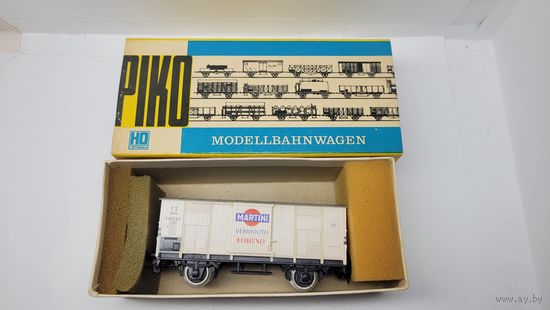 PIKO
HO
MODELLBAHNWAGEN
MARTINI
VERMOUTH
TORINO
www.ay.by